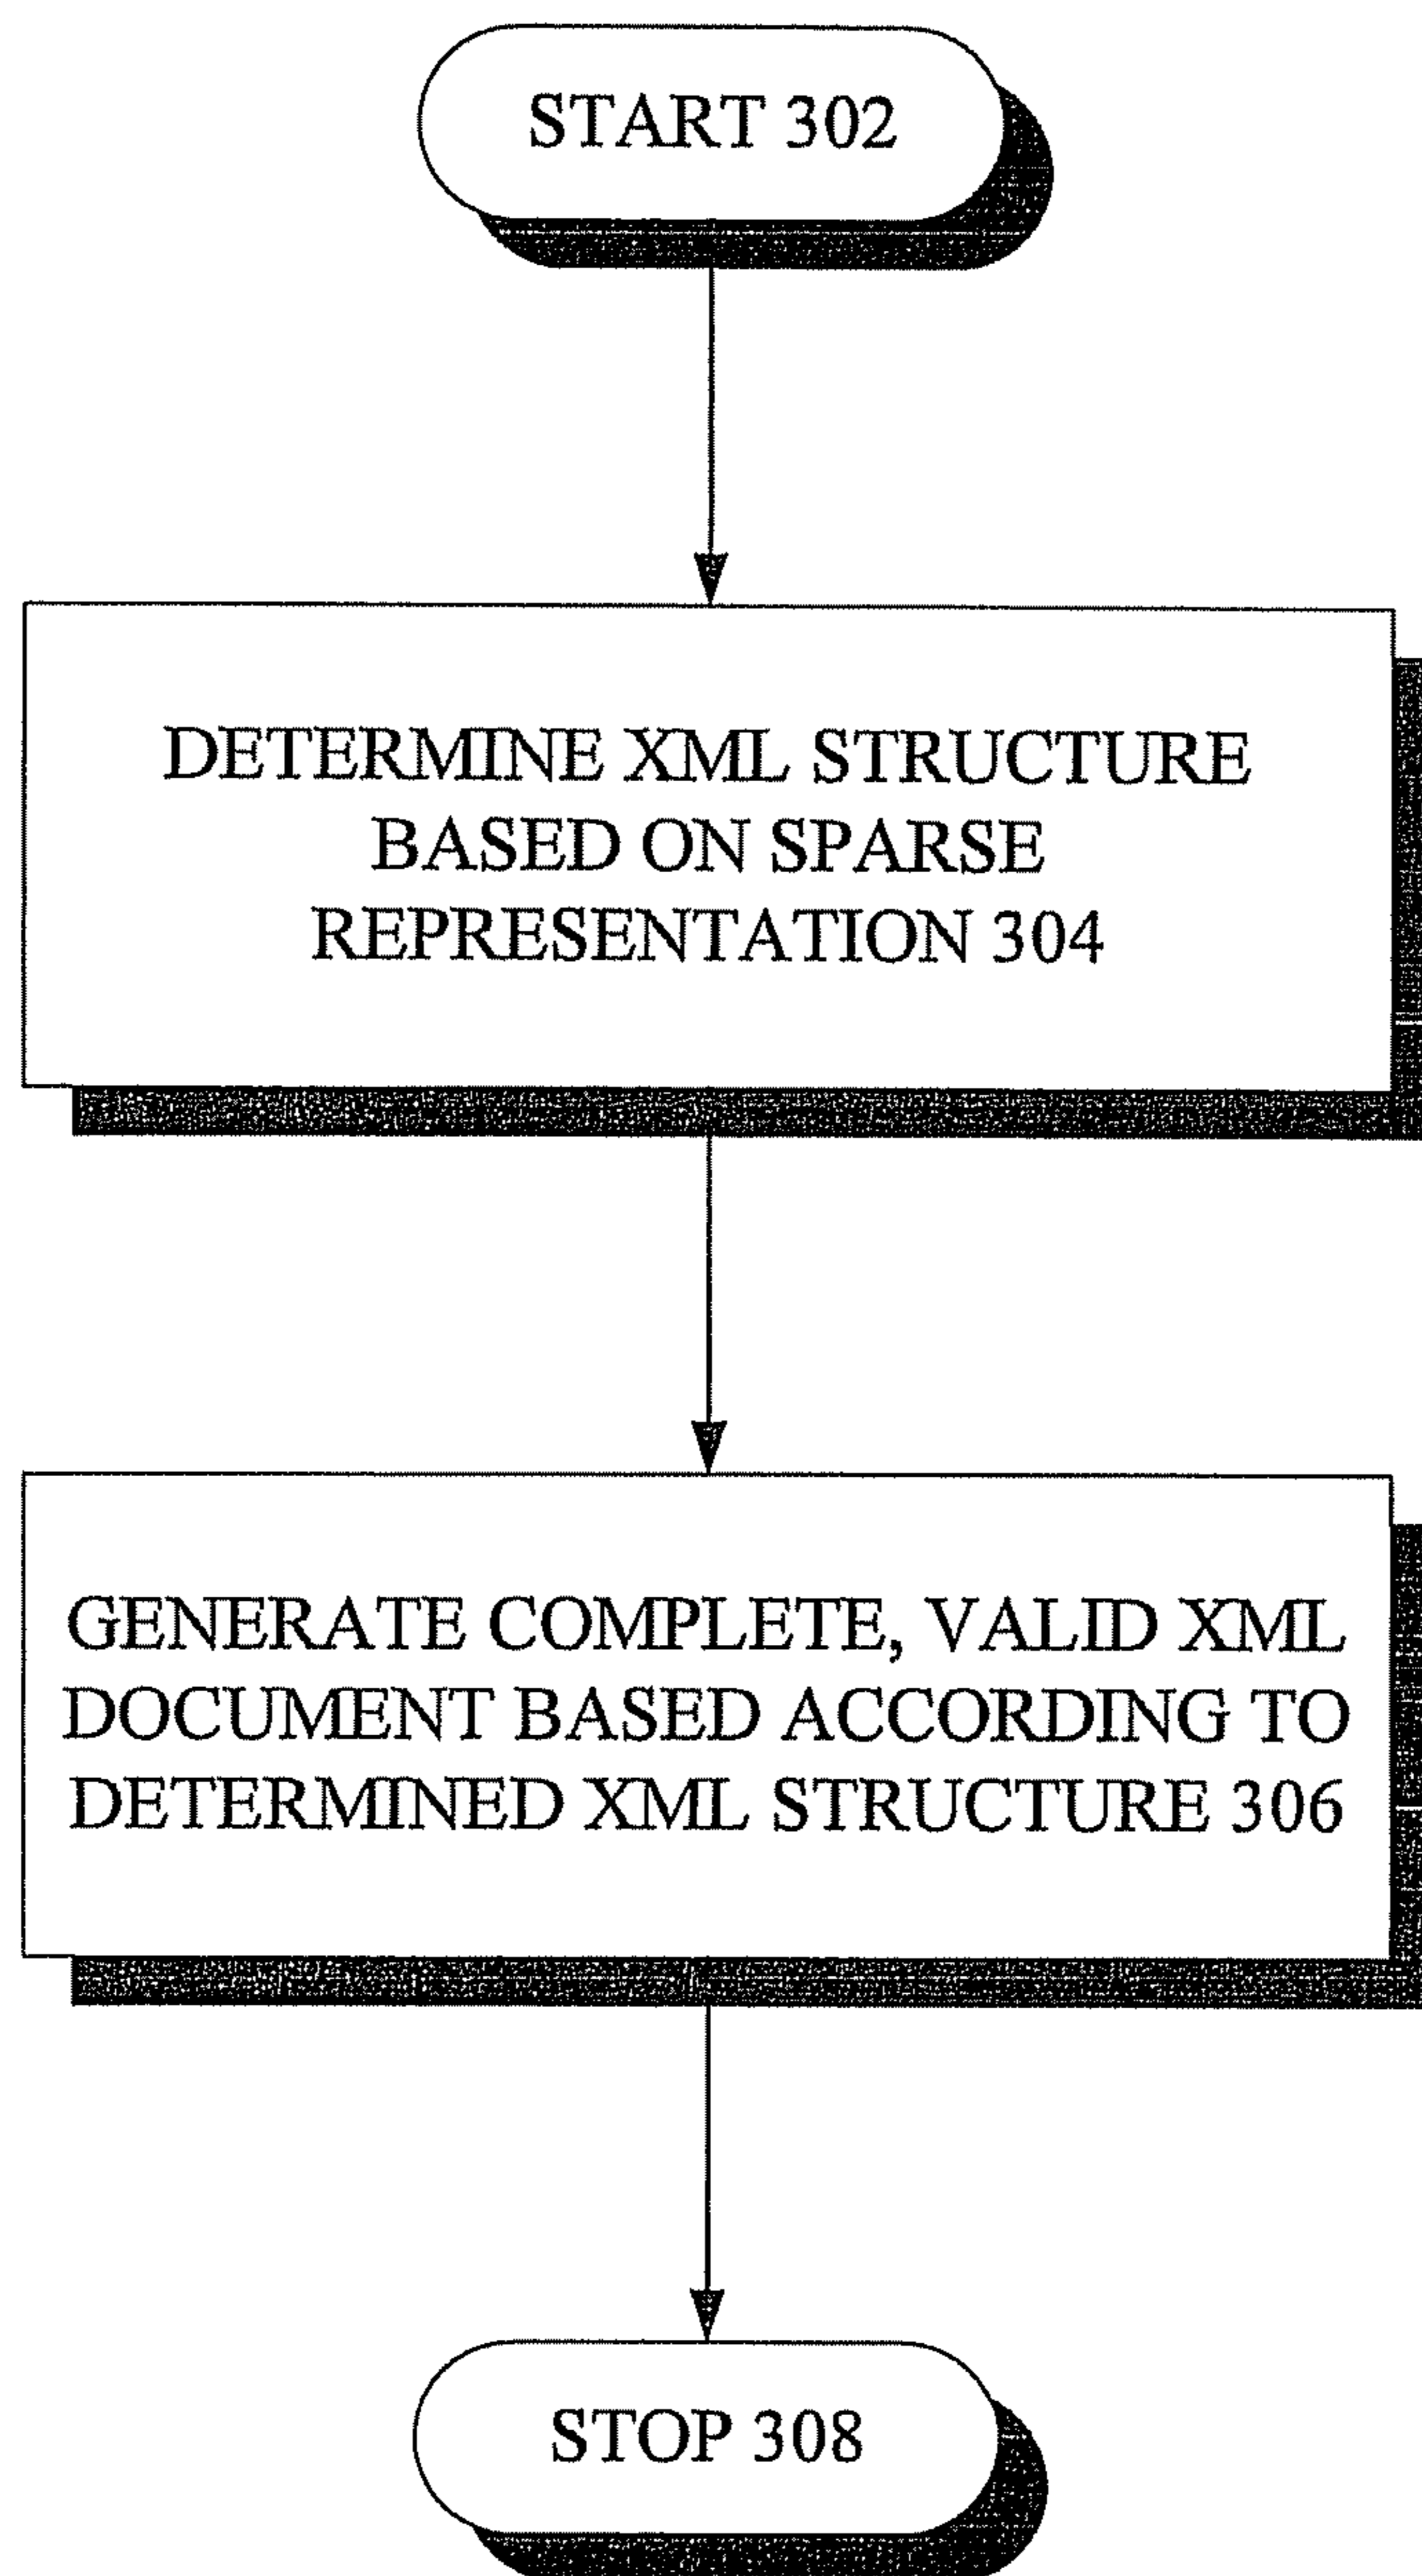 START 302
DETERMINE XML STRUCTURE
BASED ON SPARSE
REPRESENTATION 304
GENERATE COMPLETE, VALID XML
DOCUMENT BASED ACCORDING TO
DETERMINED XML STRUCTURE 306
STOP 308